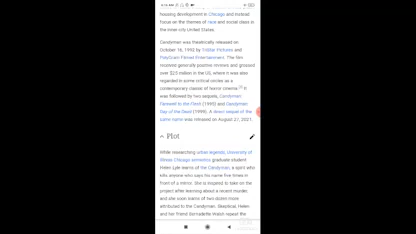 housing development in Chicago and instead
focus on the themes of race and social class in
the inner-city United States.
Candyman was theatrically released on
October 16, 1992 by TriStar Pictures and
PolyGram Filmed Entertainment. The film
received generally positive reviews and grossed
over $25 million in the US, where it was also
regarded in some critical circles as a
contemporary classic of horror cinema.
It
was followed by two sequels, Candyman:
Farewell to the Flesh (1995) and Candyman:
Day of the Dead (1999). A direct sequel of the
same name was released on August 27, 2021.
Plot
While researching urban legends, University of
Illinois Chicago semiotics graduate student
Helen Lyle learns of the Candyman, a spirit who
kills anyone who says his name five times in
front of a mirror. She is inspired to take on the
project after learning about a recent murder,
and she soon learns of two dozen more
attributed to the Candyman. Skeptical, Helen
and her friend Bernadette Walsh repeat the